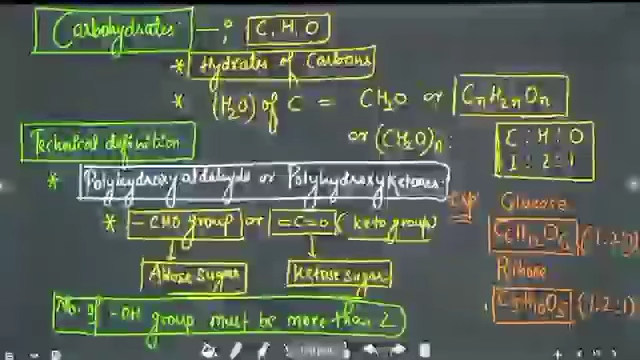 Carbohydrates — ; C, H, O
* Hydrates of Carbons
* (H₂O) of C = CH₂O or CnH₂nOn
or (CH₂O)n : C : H : O
1 : 2 : 1
Technical definition
* Polyhydroxy aldehyde or Polyhydroxy Ketones
* –CHO group or =C=O (keto group)
Aldose sugar Ketose sugar
No. of –OH group must be more than 2
Exp Glucose
C₆H₁₂O₆ (1:2:1)
Ribose
C₅H₁₀O₅ (1:2:1)